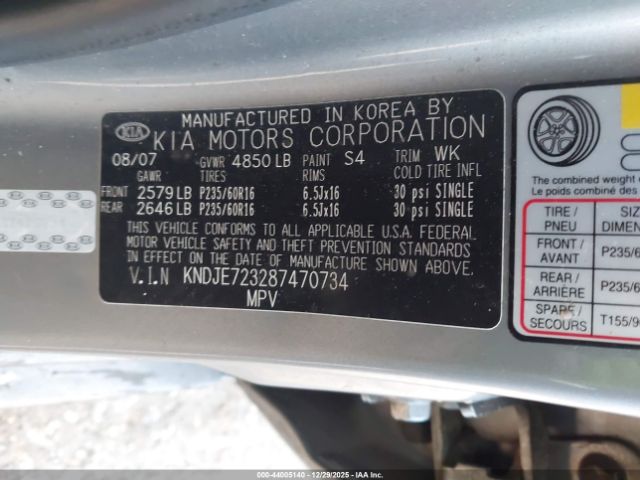 MANUFACTURED IN KOREA BY
KIA KIA MOTORS CORPORATION
08/07 GVWR 4850 LB PAINT S4 TRIM WK
GAWR TIRES RIMS COLD TIRE INFL
FRONT 2579 LB P235/60R16 6.5Jx16 30 psi SINGLE
REAR 2646 LB P235/60R16 6.5Jx16 30 psi SINGLE
THIS VEHICLE CONFORMS TO ALL APPLICABLE U.S.A. FEDERAL
MOTOR VEHICLE SAFETY AND THEFT PREVENTION STANDARDS
IN EFFECT ON THE DATE OF MANUFACTURE SHOWN ABOVE.
V.I.N KNDJE723287470734
MPV
The combined weight of
Le poids combiné
TIRE / SIZ
PNEU DIMEN
FRONT / P235/6
AVANT
REAR / P235/6
ARRIERE
SPARE / T155/9
SECOURS
000-44005140 - 12/29/2025 - IAA Inc.